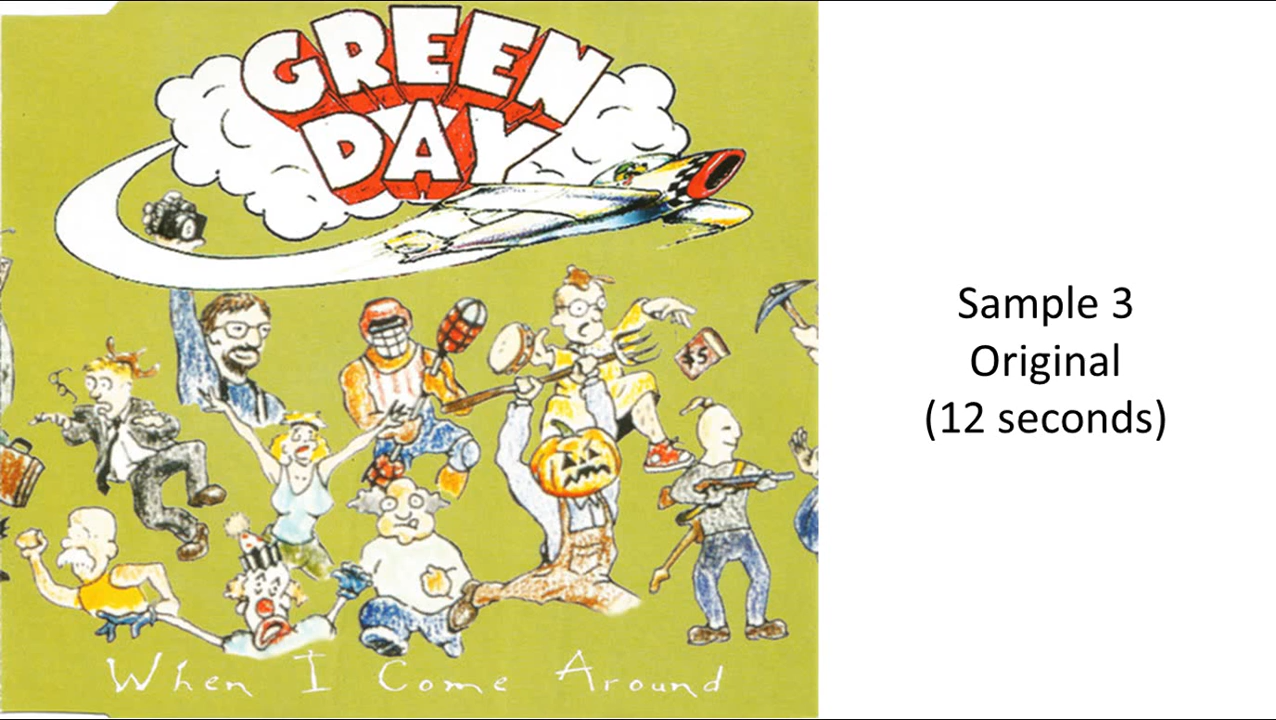 GREEN
DAY
$5
When I Come Around
Sample 3
Original
(12 seconds)